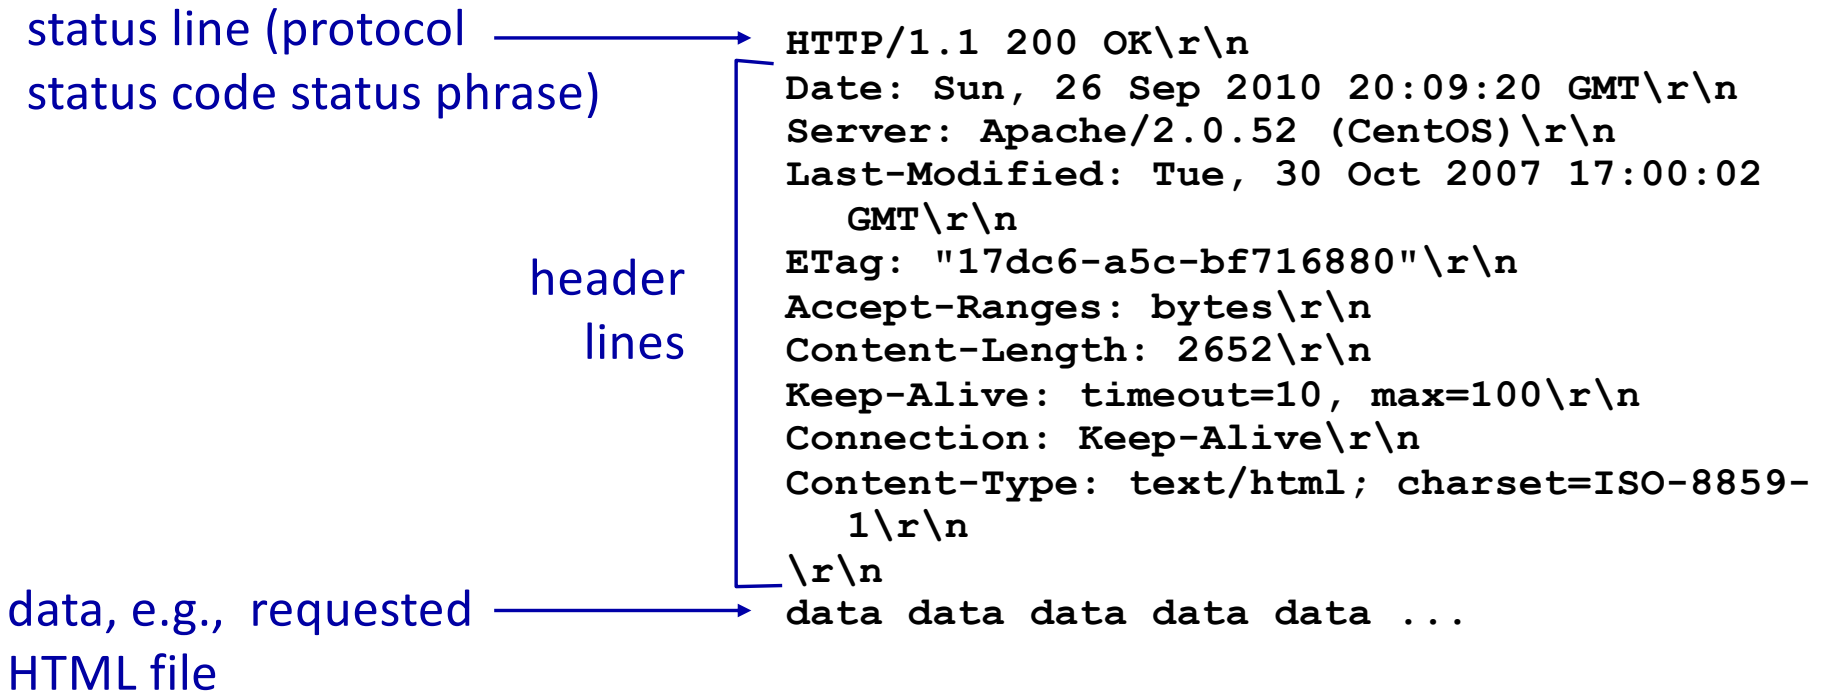 status line (protocol
status code status phrase)
header
lines
data, e.g., requested
HTML file
HTTP/1.1 200 OK\r\n
Date: Sun, 26 Sep 2010 20:09:20 GMT\r\n
Server: Apache/2.0.52 (CentOS)\r\n
Last-Modified: Tue, 30 Oct 2007 17:00:02
GMT\r\n
ETag: "17dc6-a5c-bf716880"\r\n
Accept-Ranges: bytes\r\n
Content-Length: 2652\r\n
Keep-Alive: timeout=10, max=100\r\n
Connection: Keep-Alive\r\n
Content-Type: text/html; charset=ISO-8859-
1\r\n
\r\n
data data data data data ...